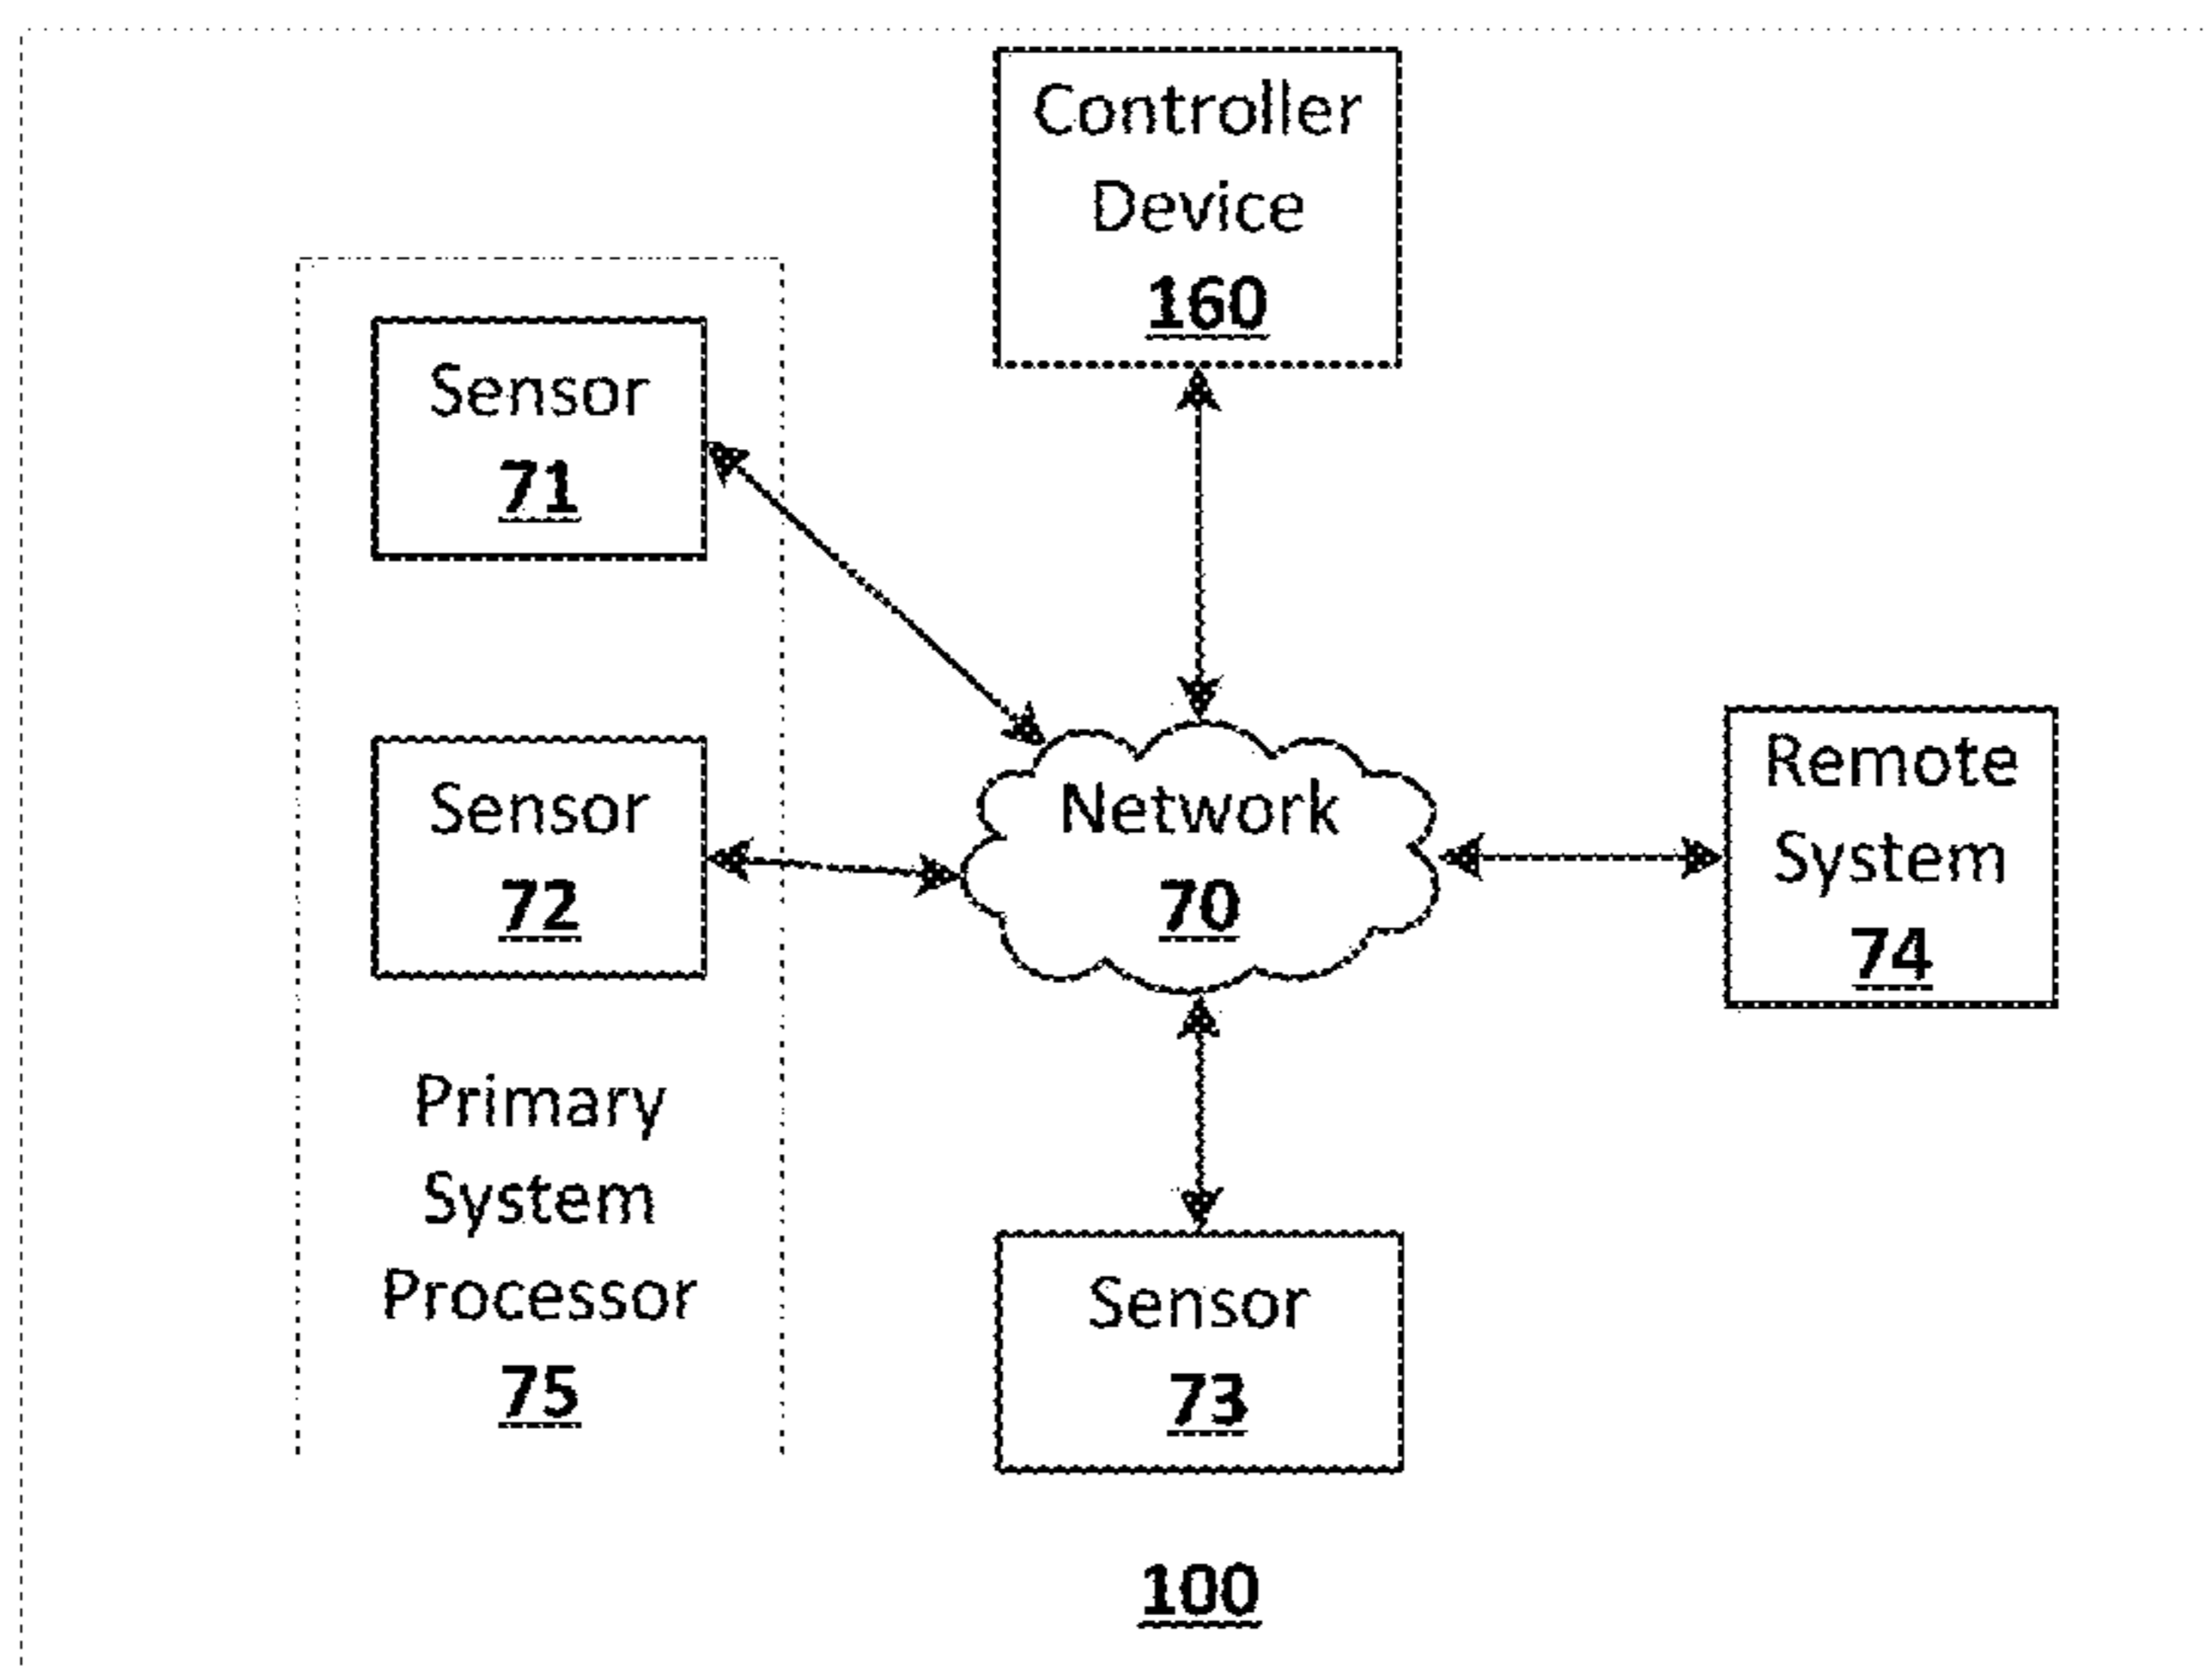 Controller
Device
160
Sensor
71
Sensor
72
Primary
System
Processor
75
Network
70
Remote
System
74
Sensor
73
100